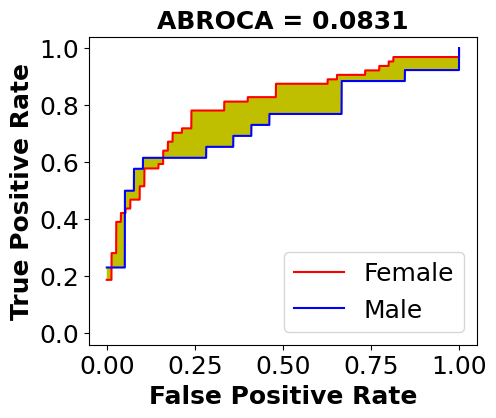 ABROCA = 0.0831
True Positive Rate
1.0
0.8
0.6
0.4
0.2
0.0
Female
Male
0.00 0.25 0.50 0.75 1.00
False Positive Rate